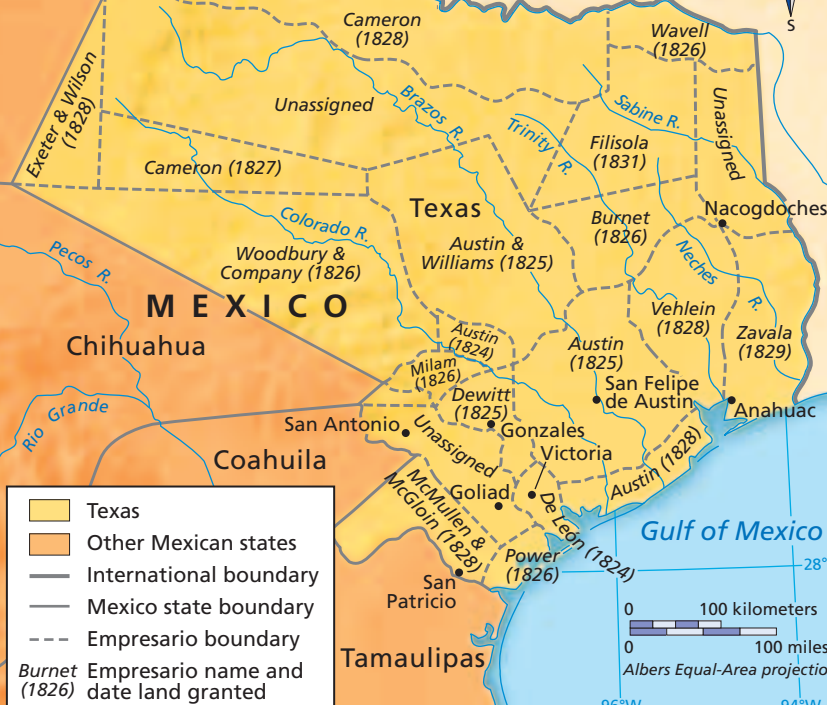 S
Cameron
(1828)
Wavell
(1826)
Exeter & Wilson
(1828)
Unassigned
Brazos R.
Trinity R.
Sabine R.
Unassigned
Filisola
(1831)
Cameron (1827)
Texas
Nacogdoches
Burnet
(1826)
Colorado R.
Austin &
Williams (1825)
Neches R.
Pecos R.
Woodbury &
Company (1826)
MEXICO
Vehlein
(1828)
Zavala
(1829)
Chihuahua
Austin
(1824)
Austin
(1825)
Milam
(1826)
Dewitt
(1825)
San Felipe
de Austin
Anahuac
Rio Grande
San Antonio
Unassigned
Gonzales
Victoria
Coahuila
Austin (1828)
McMullen &
McGloin (1828)
Goliad
De León (1824)
Gulf of Mexico
Power
(1826)
28°
San
Patricio
Texas
Other Mexican states
International boundary
Mexico state boundary
Empresario boundary
Burnet
(1826)
Empresario name and
date land granted
Tamaulipas
0 100 kilometers
0 100 miles
Albers Equal-Area projectio
96°W
94°W